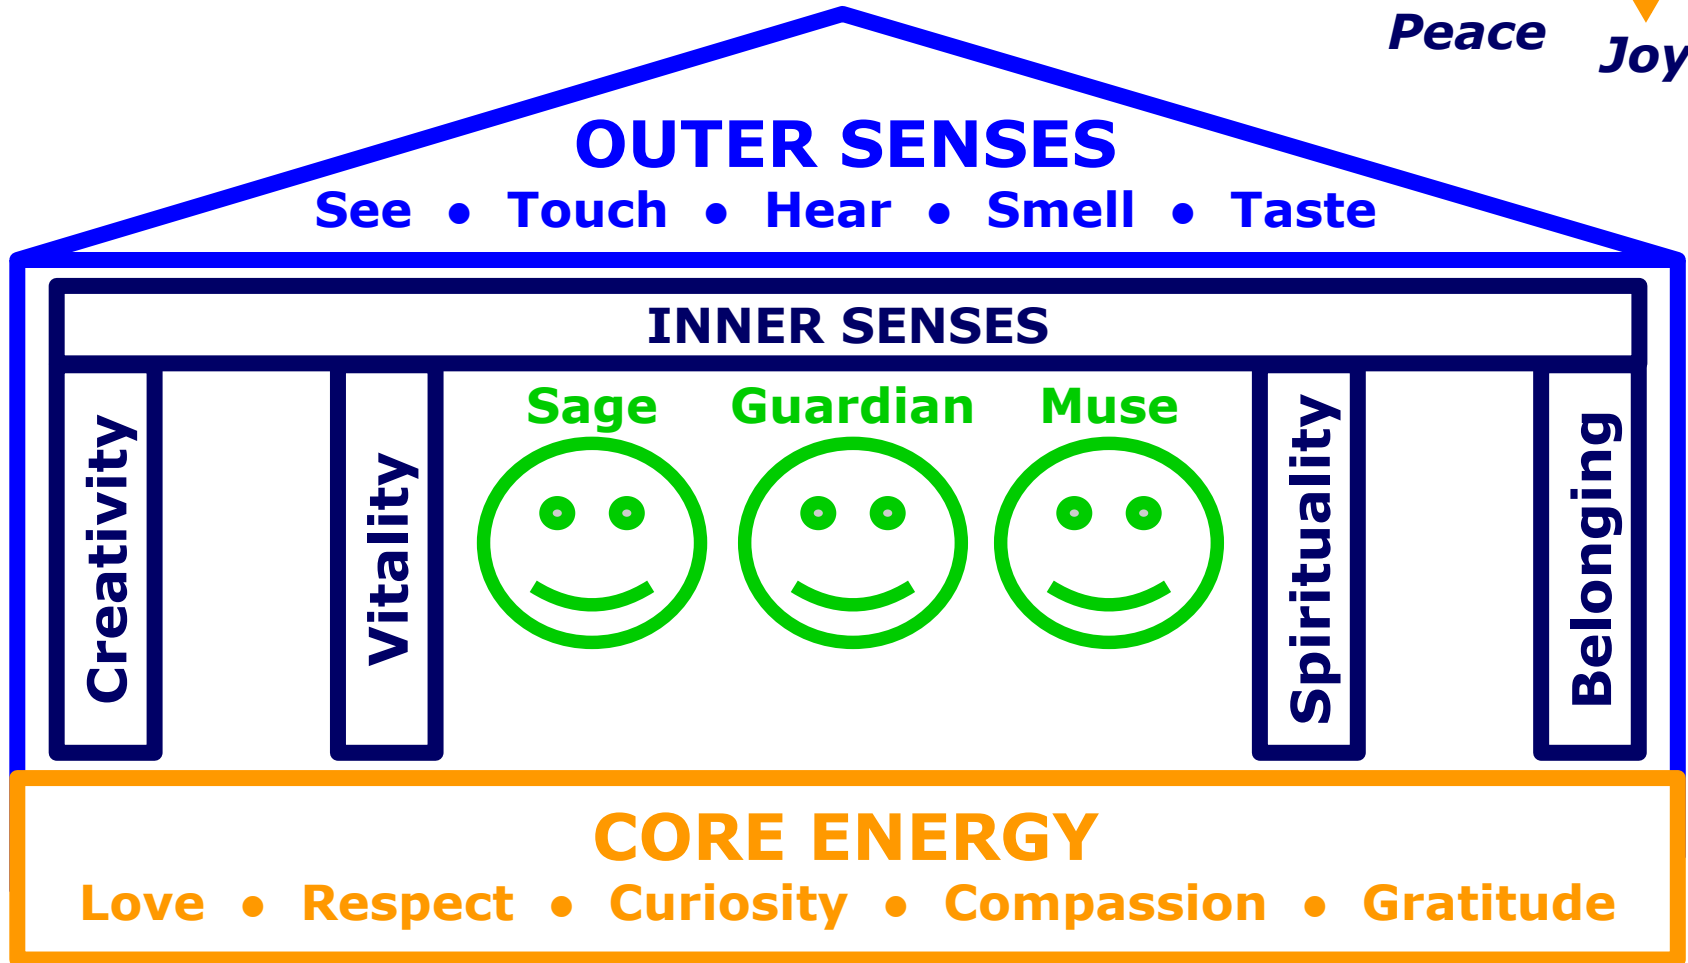 Peace
Joy
OUTER SENSES
See • Touch • Hear • Smell • Taste
INNER SENSES
Sage Guardian Muse
Creativity
Vitality
Spirituality
Belonging
CORE ENERGY
Love • Respect • Curiosity • Compassion • Gratitude